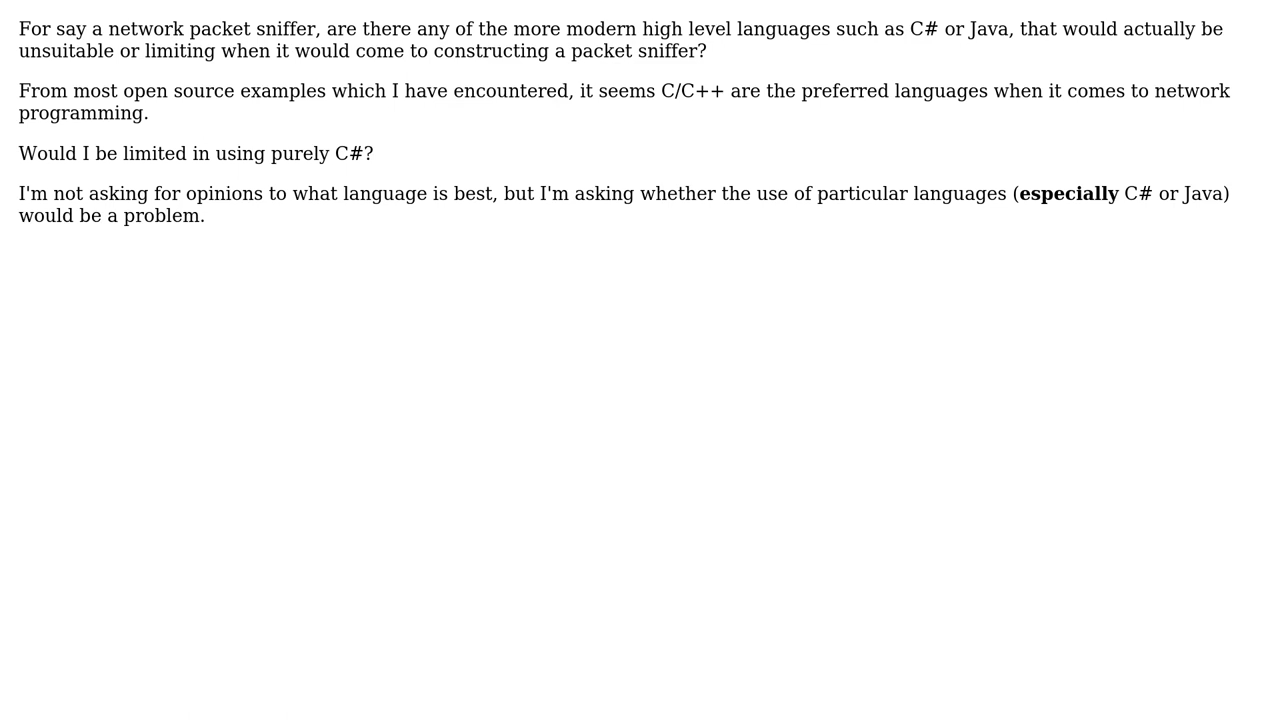 For say a network packet sniffer, are there any of the more modern high level languages such as C# or Java, that would actually be
unsuitable or limiting when it would come to constructing a packet sniffer?
From most open source examples which I have encountered, it seems C/C++ are the preferred languages when it comes to network
programming.
Would I be limited in using purely C#?
I'm not asking for opinions to what language is best, but I'm asking whether the use of particular languages (especially C# or Java)
would be a problem.